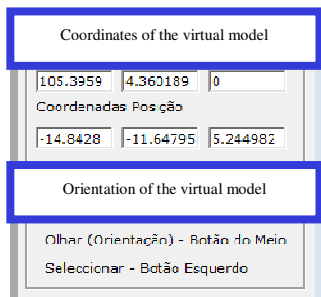 Coordinates of the virtual model
105.3959 4.360189 0
Coordenadas Posição
-14.8428 -11.64795 5.244982
Orientation of the virtual model
Olhar (Orientação) - Botão do Meio
Seleccionar - Botão Esquerdo